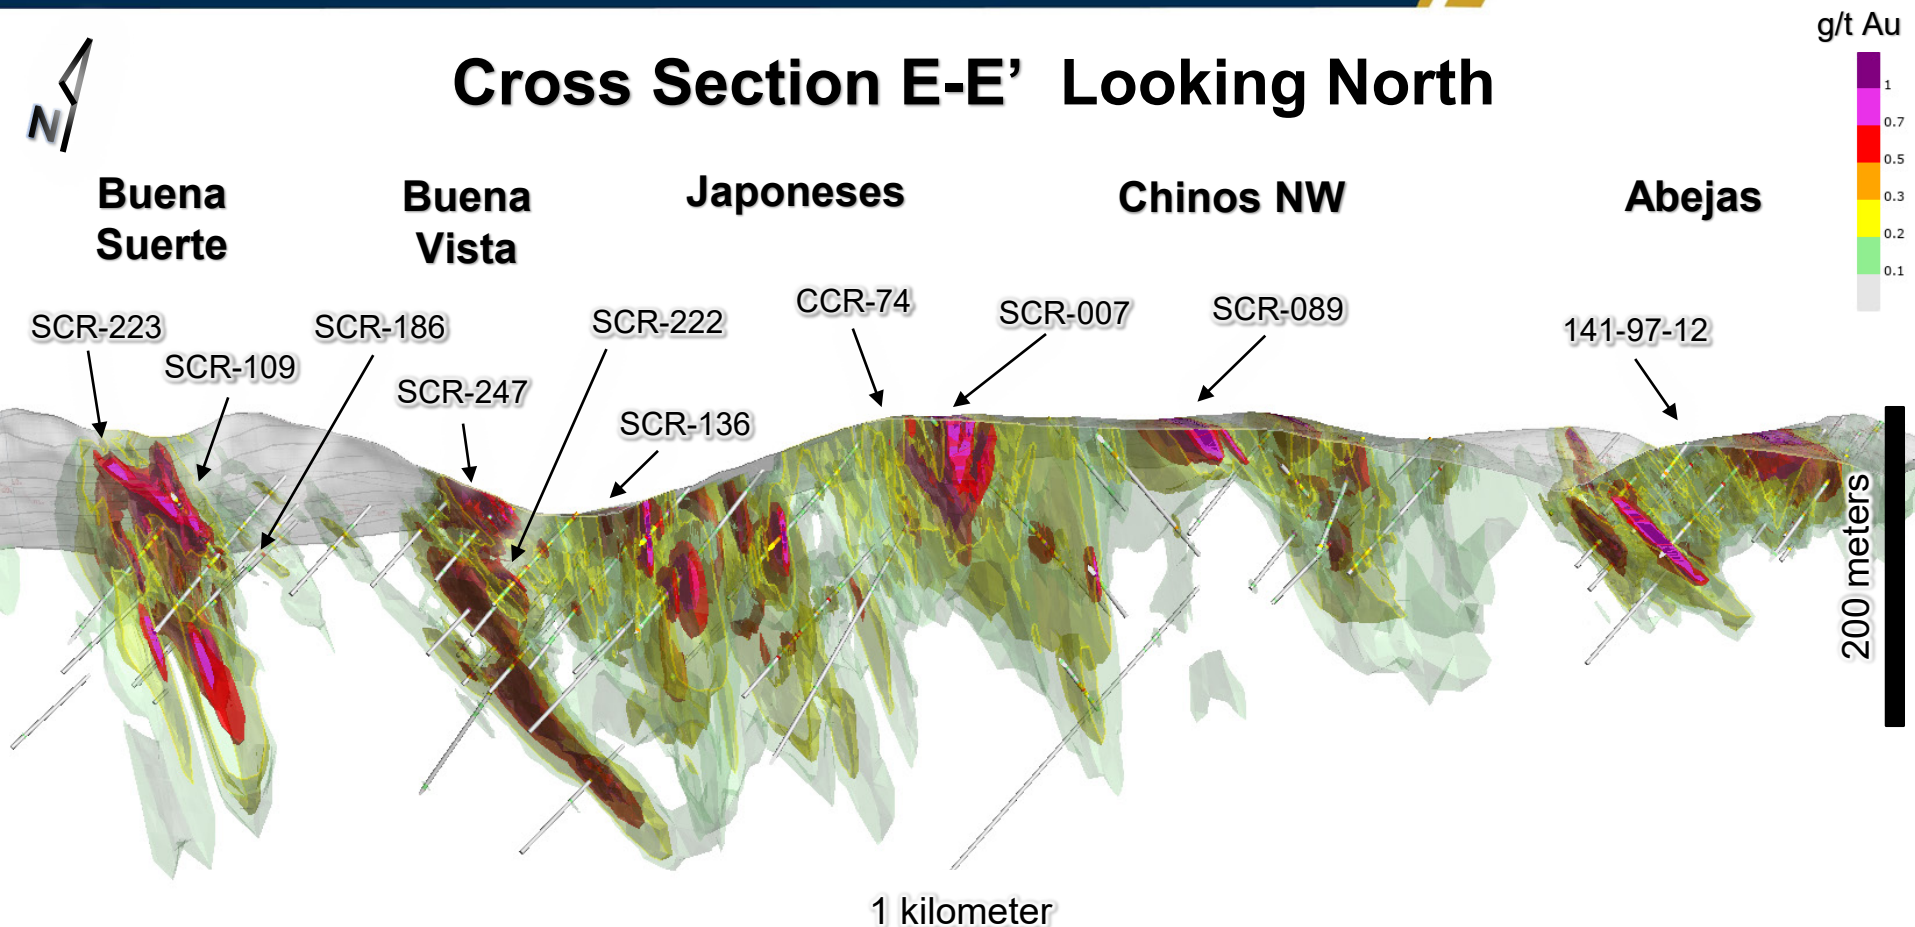 g/t Au
Cross Section E-E’ Looking North
1
0.7
0.5
0.3
0.2
0.1
N
Buena
Suerte
Buena
Vista
Japoneses
Chinos NW
Abejas
SCR-223
SCR-109
SCR-186
SCR-247
SCR-222
SCR-136
CCR-74
SCR-007
SCR-089
141-97-12
200 meters
1 kilometer